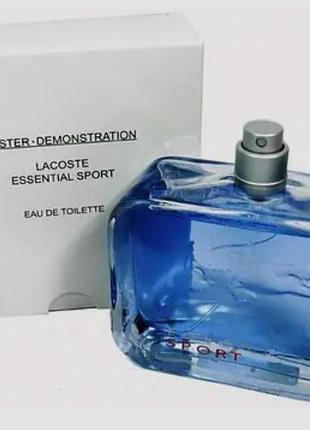 STER·DEMONSTRATION
LACOSTE
ESSENTIAL SPORT
EAU DE TOILETTE
SPORT